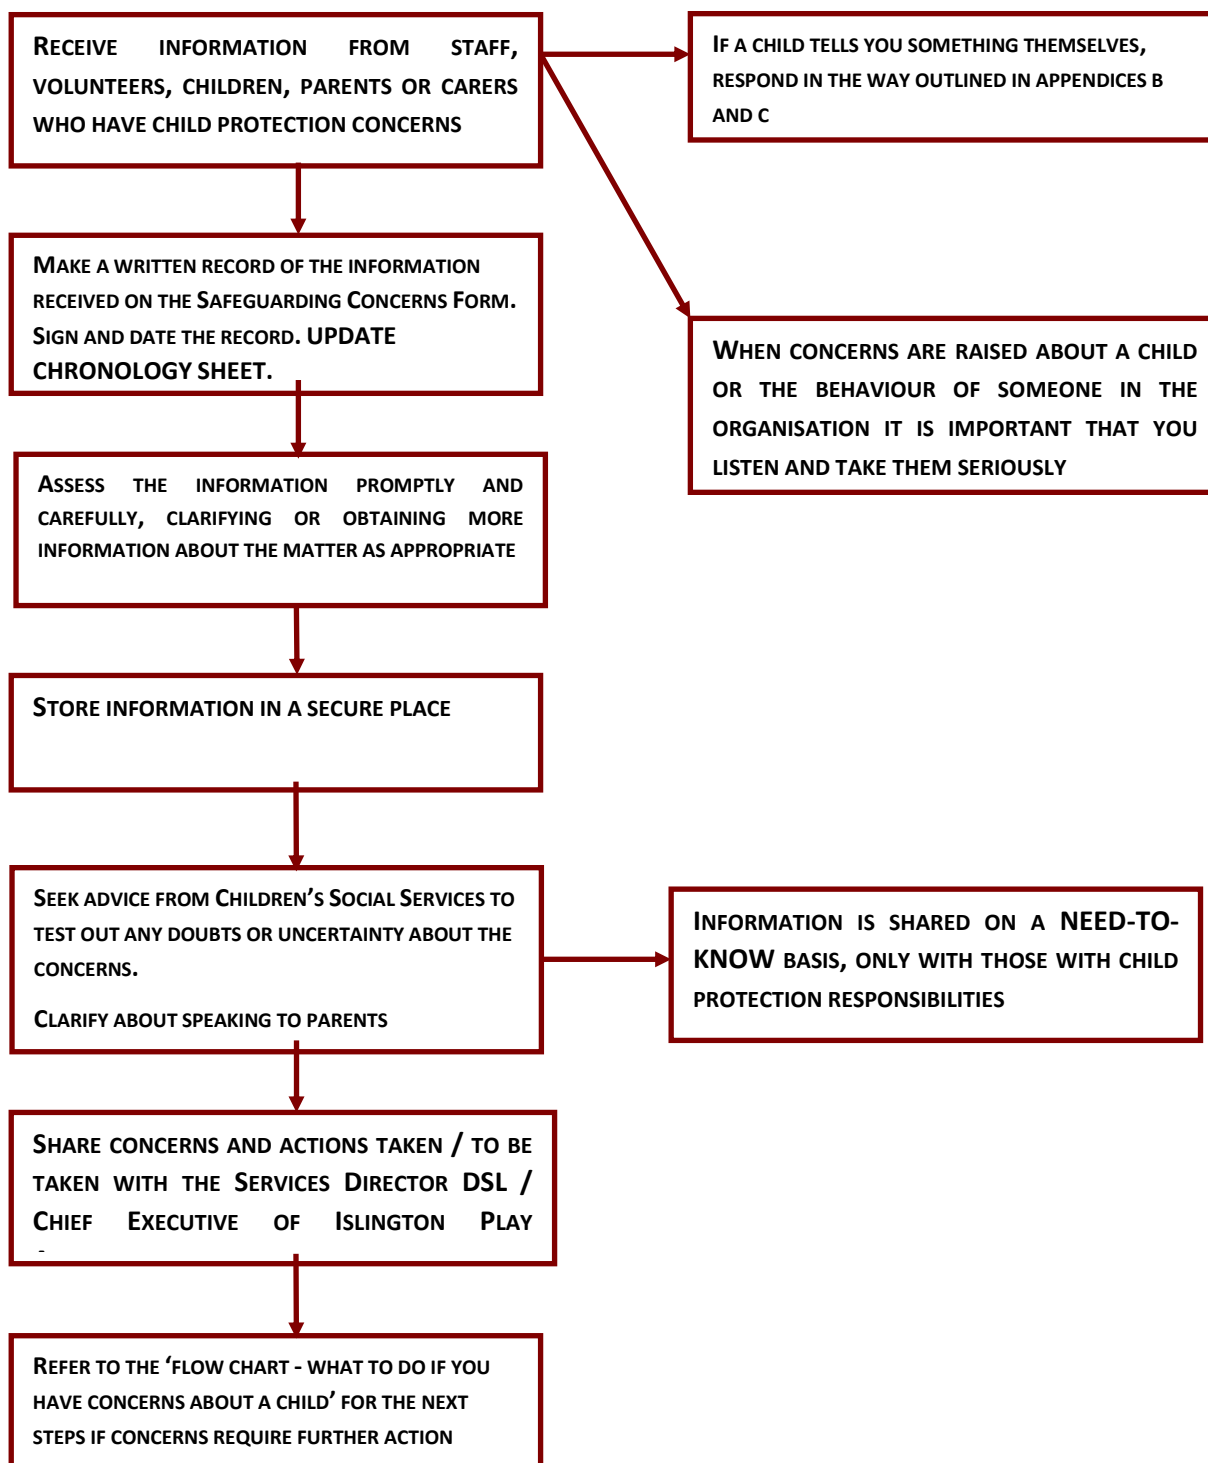 RECEIVE INFORMATION FROM STAFF,
VOLUNTEERS, CHILDREN, PARENTS OR CARERS
WHO HAVE CHILD PROTECTION CONCERNS
IF A CHILD TELLS YOU SOMETHING THEMSELVES,
RESPOND IN THE WAY OUTLINED IN APPENDICES B
AND C
MAKE A WRITTEN RECORD OF THE INFORMATION
RECEIVED ON THE SAFEGUARDING CONCERNS FORM.
SIGN AND DATE THE RECORD. UPDATE
CHRONOLOGY SHEET.
WHEN CONCERNS ARE RAISED ABOUT A CHILD
OR THE BEHAVIOUR OF SOMEONE IN THE
ORGANISATION IT IS IMPORTANT THAT YOU
LISTEN AND TAKE THEM SERIOUSLY
ASSESS THE INFORMATION PROMPTLY AND
CAREFULLY, CLARIFYING OR OBTAINING MORE
INFORMATION ABOUT THE MATTER AS APPROPRIATE
STORE INFORMATION IN A SECURE PLACE
SEEK ADVICE FROM CHILDREN'S SOCIAL SERVICES TO
TEST OUT ANY DOUBTS OR UNCERTAINTY ABOUT THE
CONCERNS.
CLARIFY ABOUT SPEAKING TO PARENTS
INFORMATION IS SHARED ON A NEED-TO-
KNOW BASIS, ONLY WITH THOSE WITH CHILD
PROTECTION RESPONSIBILITIES
SHARE CONCERNS AND ACTIONS TAKEN / TO BE
TAKEN WITH THE SERVICES DIRECTOR DSL /
CHIEF EXECUTIVE OF ISLINGTON PLAY
REFER TO THE 'FLOW CHART - WHAT TO DO IF YOU
HAVE CONCERNS ABOUT A CHILD' FOR THE NEXT
STEPS IF CONCERNS REQUIRE FURTHER ACTION